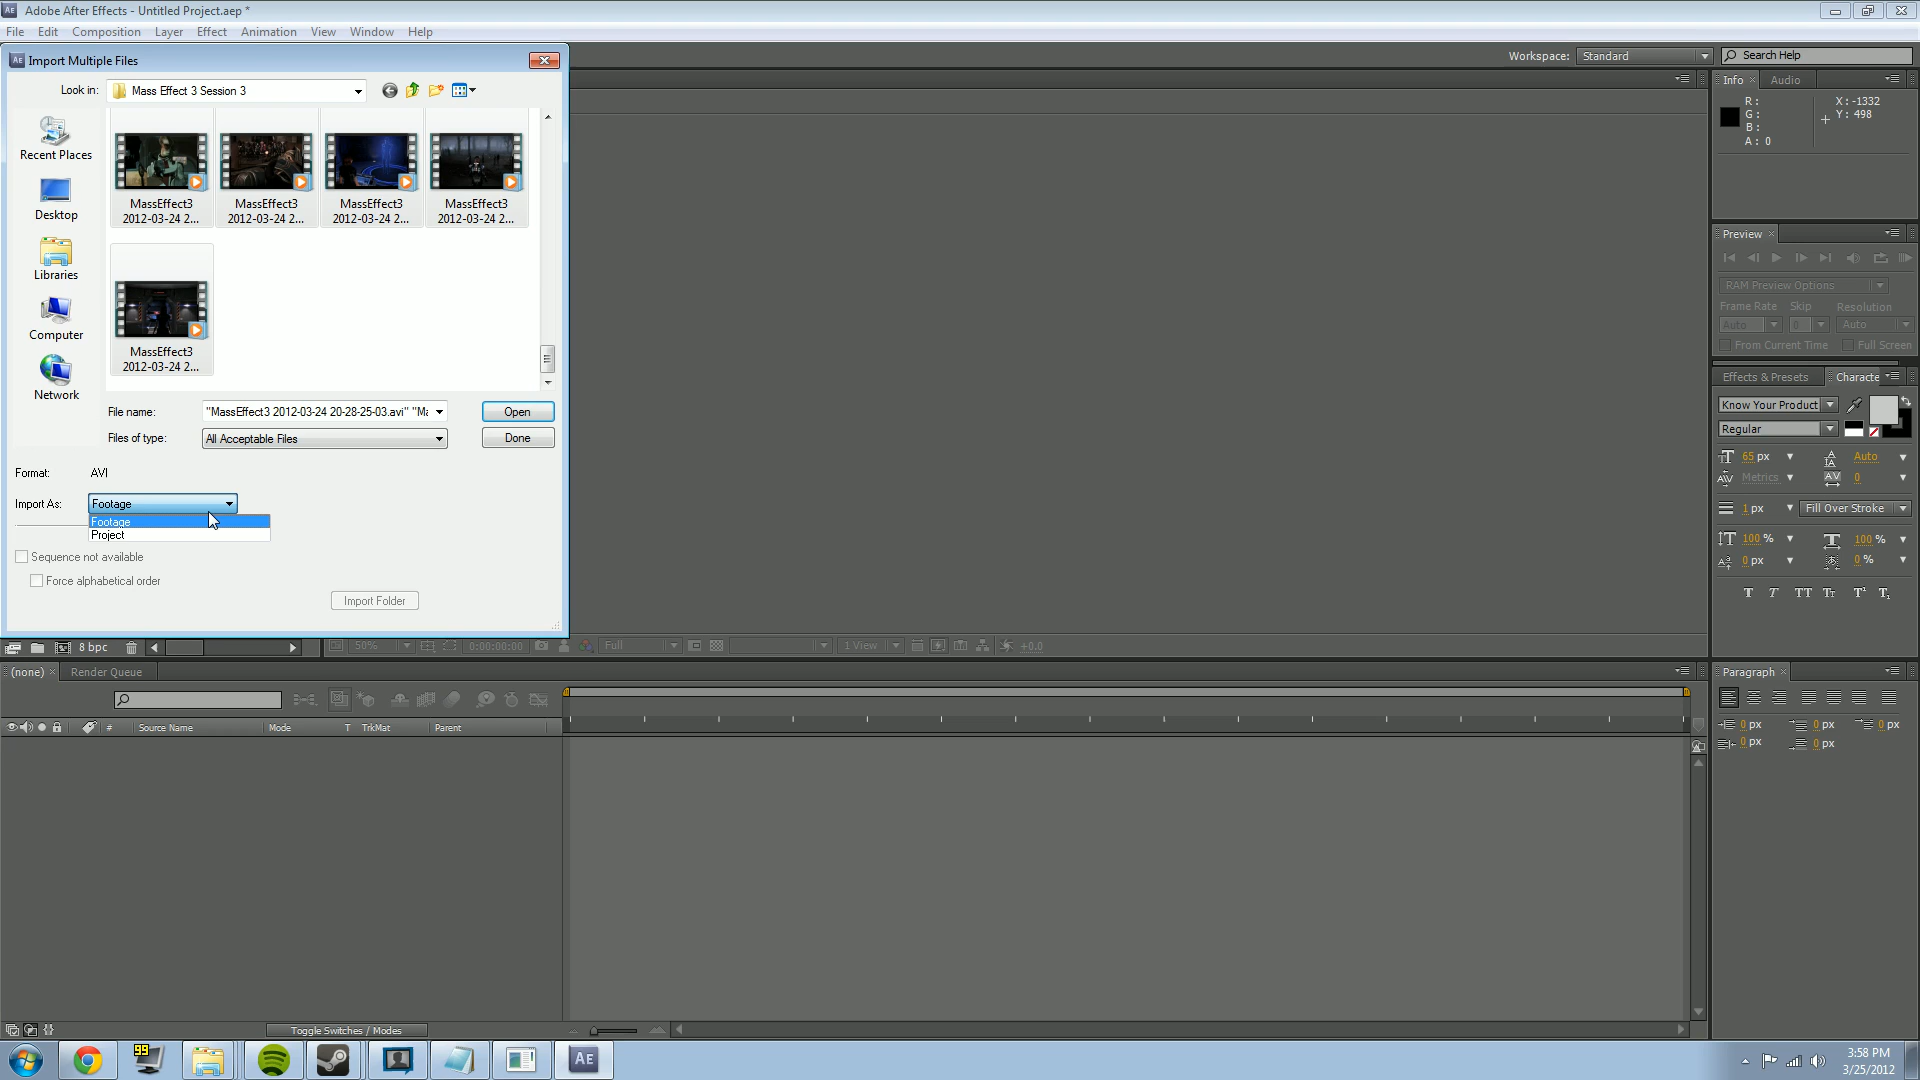 Adobe After Effects - Untitled Project.aep *
File Edit Composition Layer Effect Animation View Window Help
Workspace: Standard
Search Help
Import Multiple Files
Look in: Mass Effect 3 Session 3
Recent Places
Desktop
Libraries
Computer
Network
MassEffect3
2012-03-24 2...
MassEffect3
2012-03-24 2...
MassEffect3
2012-03-24 2...
MassEffect3
2012-03-24 2...
MassEffect3
2012-03-24 2...
File name: "MassEffect3 2012-03-24 20-28-25-03.avi" "Ma
Open
Files of type: All Acceptable Files
Done
Format: AVI
Import As: Footage
Footage
Project
Sequence not available
Force alphabetical order
Import Folder
Info Audio
R:
G:
B:
A: 0
X: -1332
Y: 498
Preview
RAM Preview Options
Frame Rate Skip Resolution
Auto 0 Auto
From Current Time Full Screen
Effects & Presets Characte
Know Your Product
Regular
65 px Auto
Metrics 0
1 px Fill Over Stroke
100 % 100 %
0 px 0 %
T T TT Tt T¹ T₁
8 bpc
50% 0:00:00:00 Full 1 View +0.0
(none) Render Queue
# Source Name Mode T TrkMat Parent
Toggle Switches / Modes
Paragraph
0 px 0 px 0 px
0 px 0 px
99
AE
3:58 PM
3/25/2012